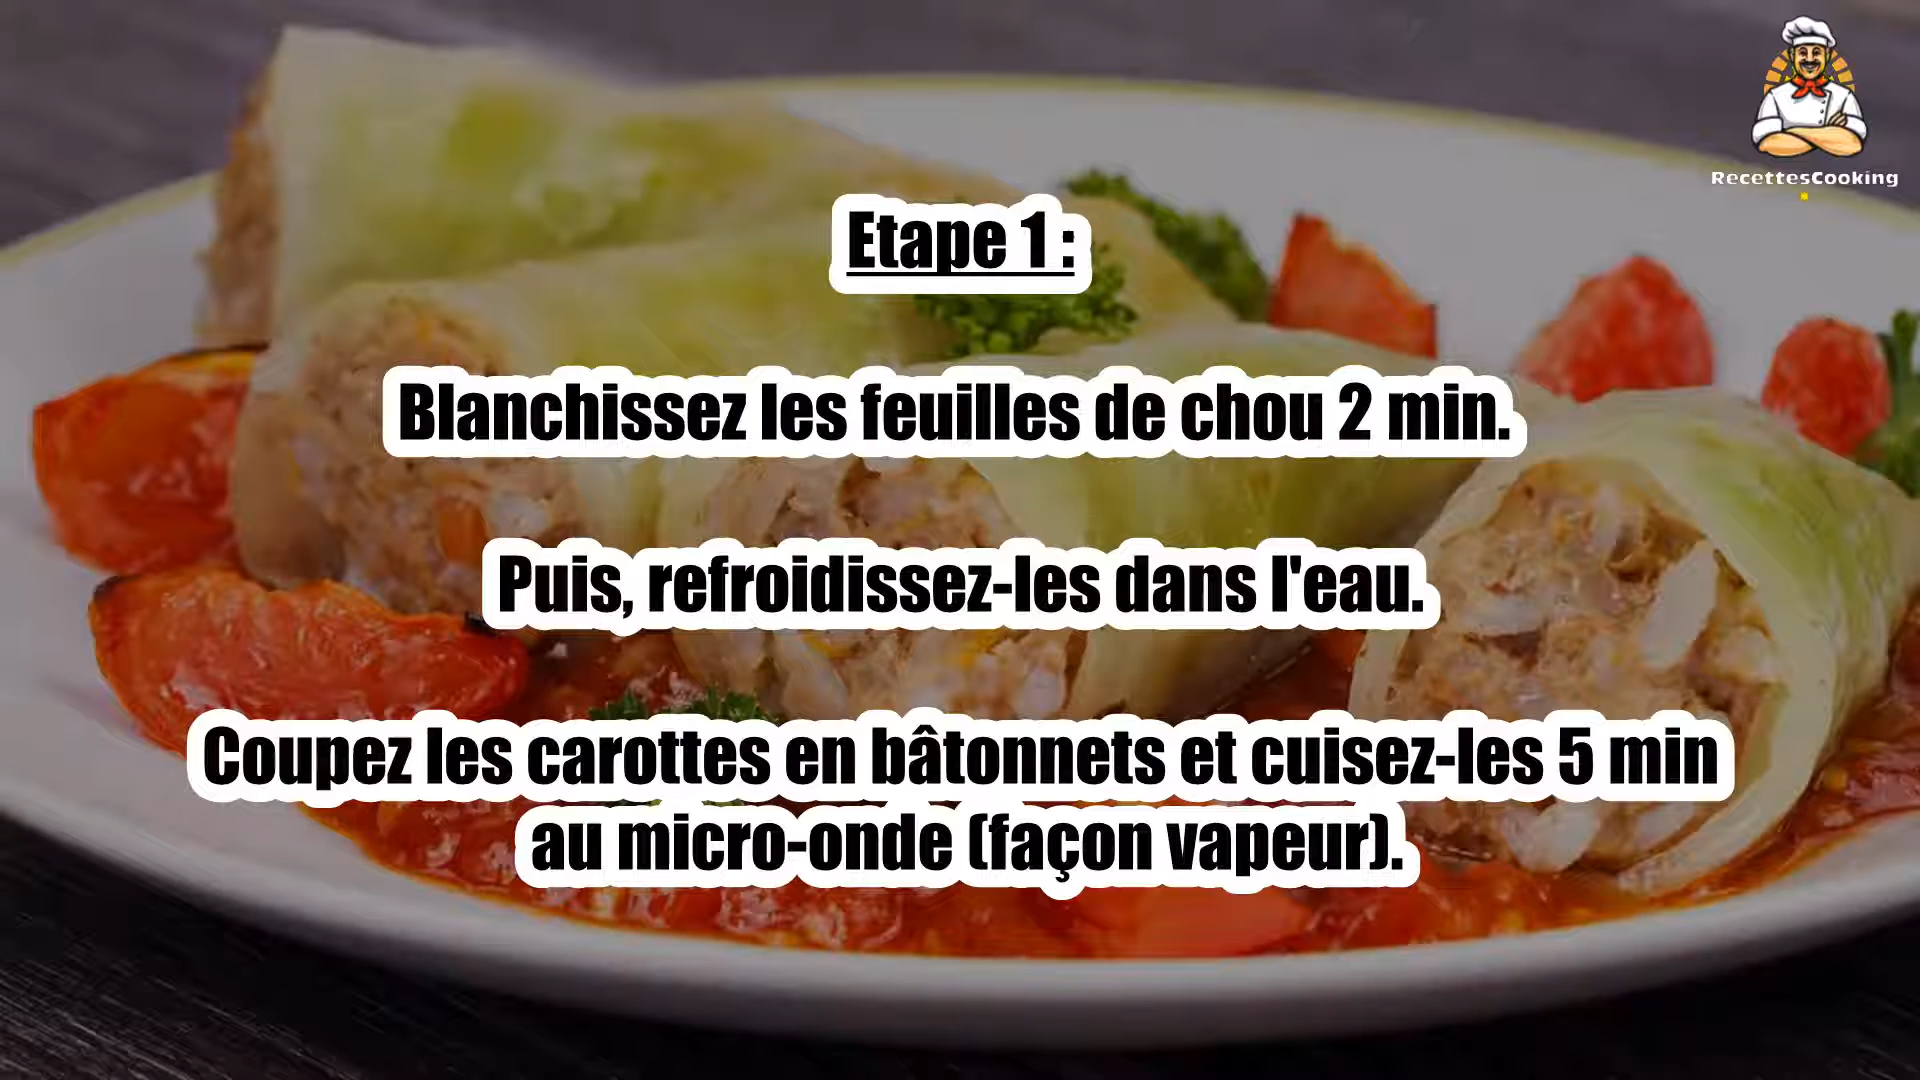 RecettesCooking
Etape 1 :
Blanchissez les feuilles de chou 2 min.
Puis, refroidissez-les dans l'eau.
Coupez les carottes en bâtonnets et cuisez-les 5 min
au micro-onde (façon vapeur).